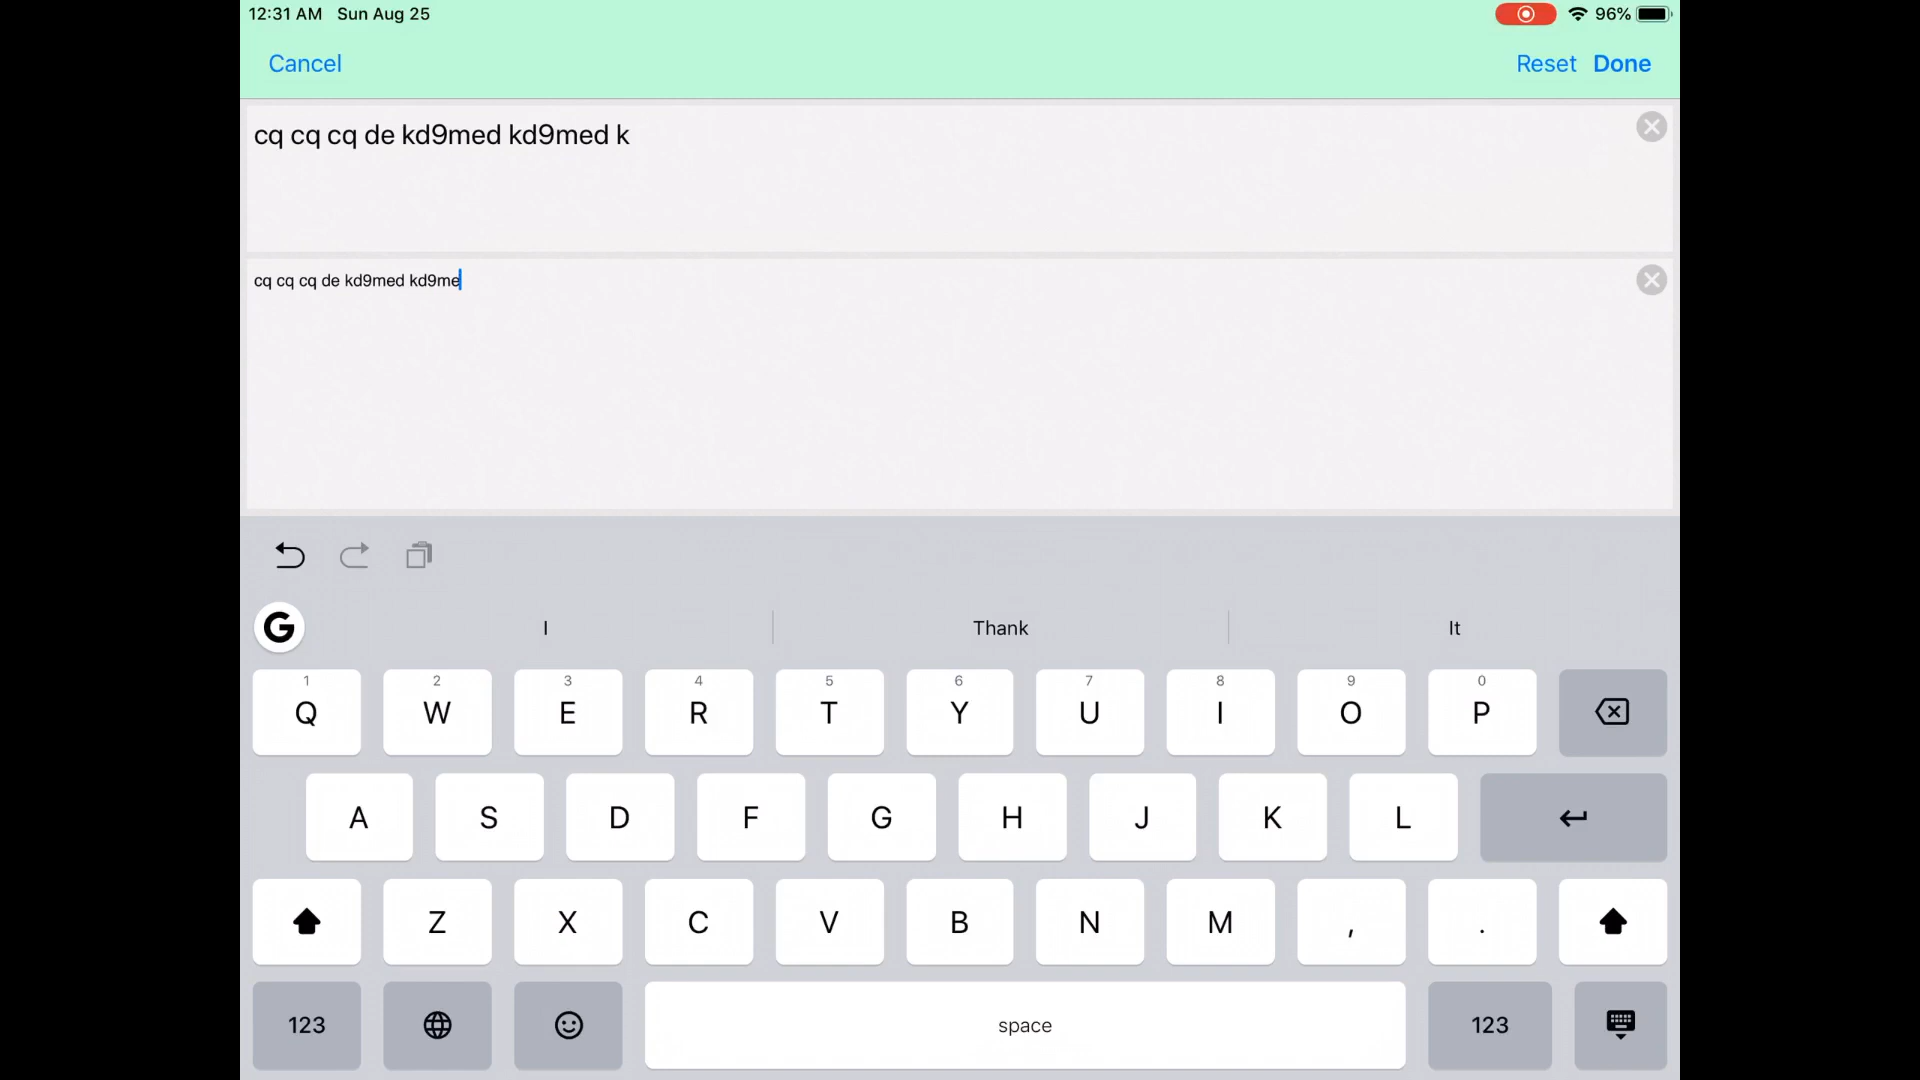 12:31 AM Sun Aug 25 96%
Cancel Reset Done
cq cq cq de kd9med kd9med k
cq cq cq de kd9med kd9me
G I Thank It
1 2 3 4 5 6 7 8 9 0
Q W E R T Y U I O P
A S D F G H J K L
Z X C V B N M , .
123 space 123